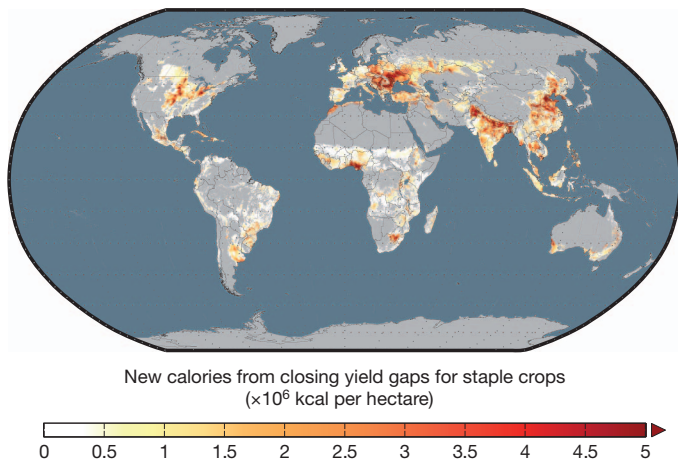 New calories from closing yield gaps for staple crops
(×10⁶ kcal per hectare)
0 0.5 1 1.5 2 2.5 3 3.5 4 4.5 5